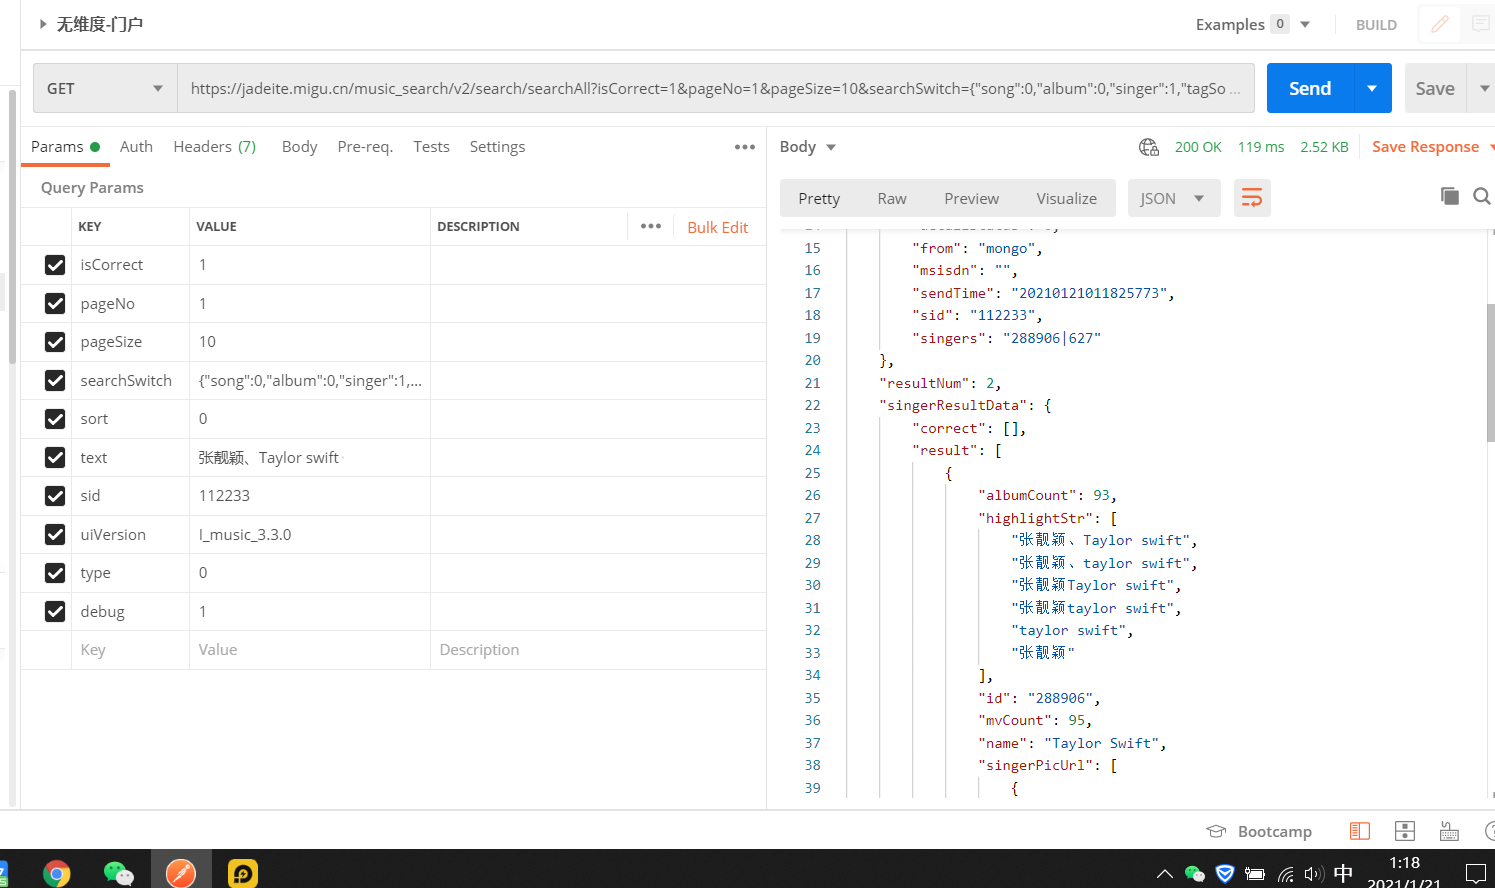 无维度-门户
Examples 0
BUILD
GET
https://jadeite.migu.cn/music_search/v2/search/searchAll?isCorrect=1&pageNo=1&pageSize=10&searchSwitch={"song":0,"album":0,"singer":1,"tagSo ...
Send
Save
Params
Auth
Headers (7)
Body
Pre-req.
Tests
Settings
Query Params
KEY VALUE DESCRIPTION Bulk Edit
isCorrect 1
pageNo 1
pageSize 10
searchSwitch {"song":0,"album":0,"singer":1,...
sort 0
text 张靓颖、Taylor swift
sid 112233
uiVersion I_music_3.3.0
type 0
debug 1
Key Value Description
Body
200 OK 119 ms 2.52 KB Save Response
Pretty Raw Preview Visualize JSON
15 "from": "mongo",
16 "msisdn": "",
17 "sendTime": "20210121011825773",
18 "sid": "112233",
19 "singers": "288906|627"
20 },
21 "resultNum": 2,
22 "singerResultData": {
23 "correct": [],
24 "result": [
25 {
26 "albumCount": 93,
27 "highlightStr": [
28 "张靓颖、Taylor swift",
29 "张靓颖、taylor swift",
30 "张靓颖Taylor swift",
31 "张靓颖taylor swift",
32 "taylor swift",
33 "张靓颖"
34 ],
35 "id": "288906",
36 "mvCount": 95,
37 "name": "Taylor Swift",
38 "singerPicUrl": [
39 {
Bootcamp
中
1:18
2021/1/21